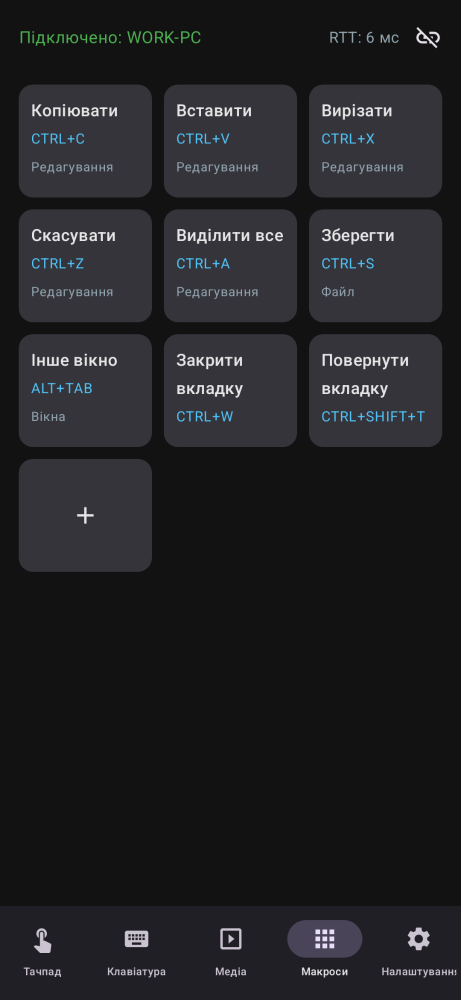 Підключено: WORK-PC
RTT: 6 мс
Копіювати
CTRL+C
Редагування
Вставити
CTRL+V
Редагування
Вирізати
CTRL+X
Редагування
Скасувати
CTRL+Z
Редагування
Виділити все
CTRL+A
Редагування
Зберегти
CTRL+S
Файл
Інше вікно
ALT+TAB
Вікна
Закрити
вкладку
CTRL+W
Повернути
вкладку
CTRL+SHIFT+T
Тачпад
Клавіатура
Медіа
Макроси
Налаштуванн